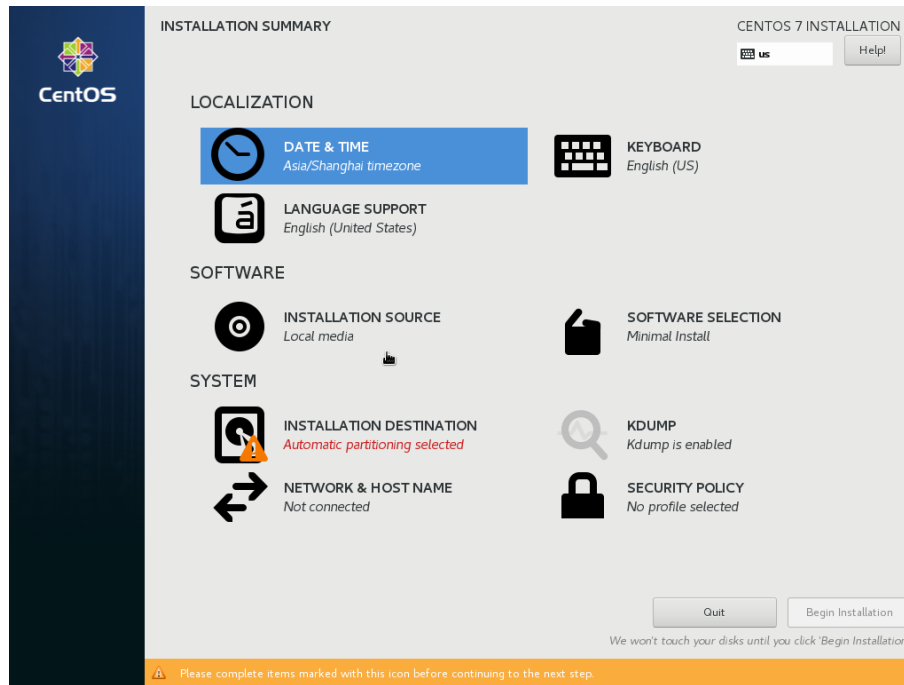 INSTALLATION SUMMARY
CENTOS 7 INSTALLATION
us
Help!
CentOS
LOCALIZATION
DATE & TIME
Asia/Shanghai timezone
KEYBOARD
English (US)
á
LANGUAGE SUPPORT
English (United States)
SOFTWARE
INSTALLATION SOURCE
Local media
SOFTWARE SELECTION
Minimal Install
SYSTEM
INSTALLATION DESTINATION
Automatic partitioning selected
KDUMP
Kdump is enabled
NETWORK & HOST NAME
Not connected
SECURITY POLICY
No profile selected
Quit
Begin Installation
We won't touch your disks until you click 'Begin Installation
Please complete items marked with this icon before continuing to the next step.